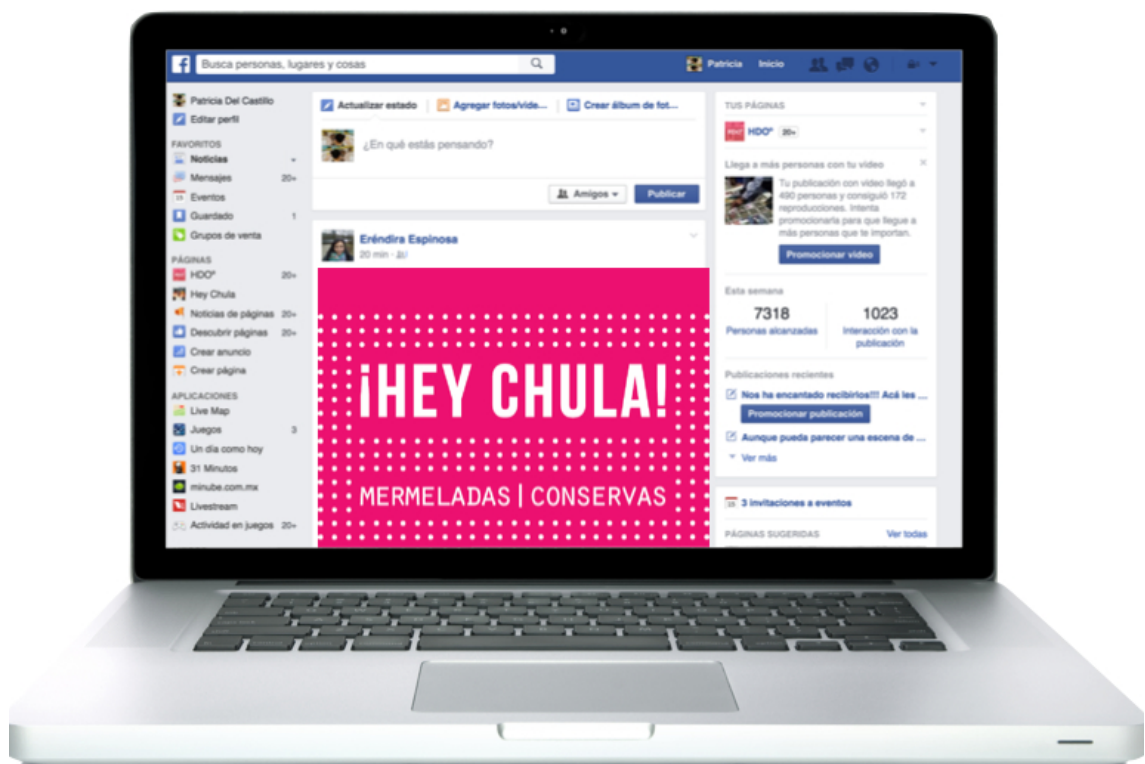 Busca personas, lugares y cosas
Patricia
Inicio
Patricia Del Castillo
Editar perfil
FAVORITOS
Noticias
Mensajes 20+
Eventos
Guardado 1
Grupos de venta
PÁGINAS
HDO° 20+
Hey Chula
Noticias de páginas 20+
Descubrir páginas 20+
Crear anuncio
Crear página
APLICACIONES
Live Map
Juegos 3
Un día como hoy
31 Minutos
minube.com.mx
Livestream
Actividad en juegos 20+
Actualizar estado
Agregar fotos/vide...
Crear álbum de fot...
¿En qué estás pensando?
Amigos
Publicar
Eréndira Espinosa
20 min
¡HEY CHULA!
MERMELADAS | CONSERVAS
TUS PÁGINAS
HDO° 20+
Llega a más personas con tu video
Tu publicación con video llegó a
490 personas y consiguió 172
reproducciones. Intenta
promocionarla para que llegue a
más personas que te importan.
Promocionar video
Esta semana
7318
Personas alcanzadas
1023
Interacción con la
publicación
Publicaciones recientes
Nos ha encantado recibirlos!!! Acá les ...
Promocionar publicación
Aunque pueda parecer una escena de ...
Ver más
3 invitaciones a eventos
PÁGINAS SUGERIDAS
Ver todas